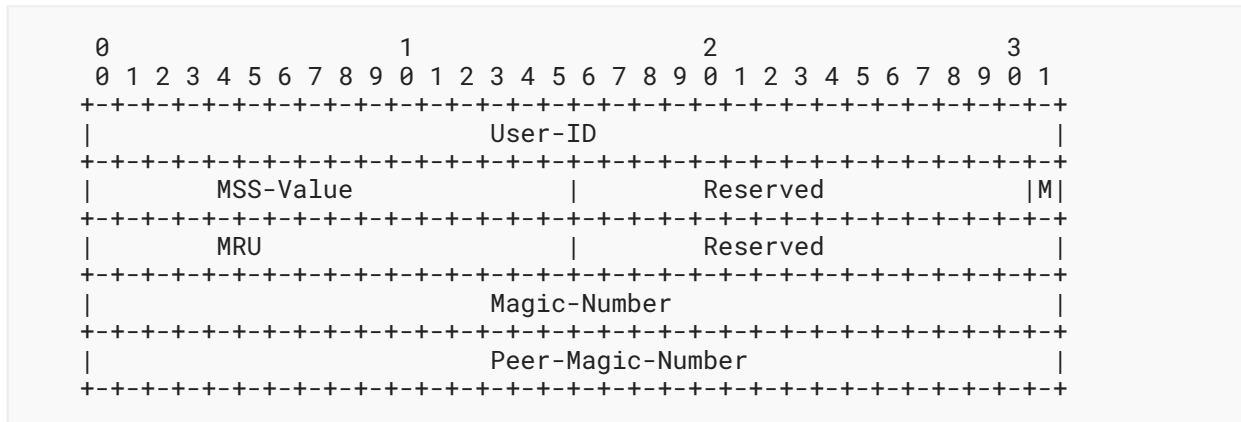 0                   1                   2                   3
 0 1 2 3 4 5 6 7 8 9 0 1 2 3 4 5 6 7 8 9 0 1 2 3 4 5 6 7 8 9 0 1
+-+-+-+-+-+-+-+-+-+-+-+-+-+-+-+-+-+-+-+-+-+-+-+-+-+-+-+-+-+-+-+-+
|                          User-ID                              |
+-+-+-+-+-+-+-+-+-+-+-+-+-+-+-+-+-+-+-+-+-+-+-+-+-+-+-+-+-+-+-+-+
|        MSS-Value              |        Reserved             |M|
+-+-+-+-+-+-+-+-+-+-+-+-+-+-+-+-+-+-+-+-+-+-+-+-+-+-+-+-+-+-+-+-+
|        MRU                    |        Reserved               |
+-+-+-+-+-+-+-+-+-+-+-+-+-+-+-+-+-+-+-+-+-+-+-+-+-+-+-+-+-+-+-+-+
|                          Magic-Number                         |
+-+-+-+-+-+-+-+-+-+-+-+-+-+-+-+-+-+-+-+-+-+-+-+-+-+-+-+-+-+-+-+-+
|                          Peer-Magic-Number                    |
+-+-+-+-+-+-+-+-+-+-+-+-+-+-+-+-+-+-+-+-+-+-+-+-+-+-+-+-+-+-+-+-+